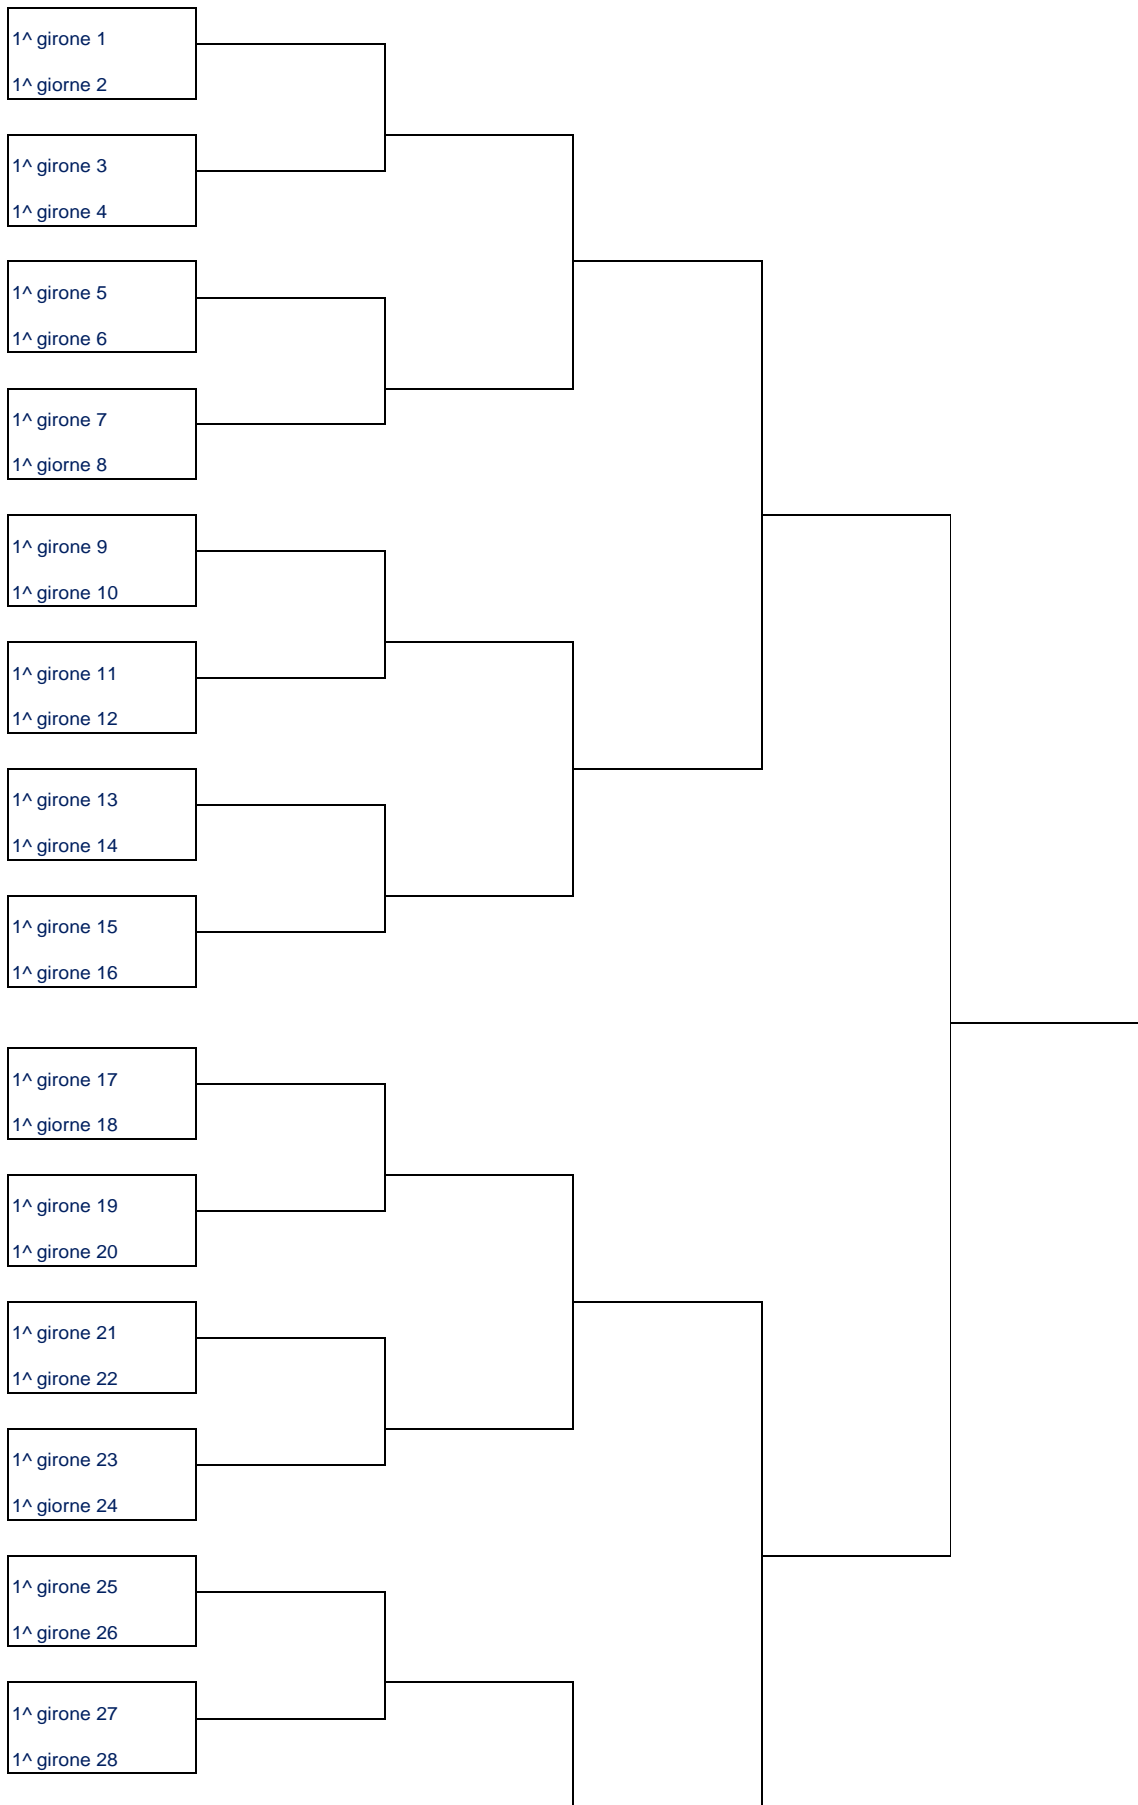 1^ girone 1
1^ giorne 2
1^ girone 3
1^ girone 4
1^ girone 5
1^ girone 6
1^ girone 7
1^ giorne 8
1^ girone 9
1^ girone 10
1^ girone 11
1^ girone 12
1^ girone 13
1^ girone 14
1^ girone 15
1^ girone 16
1^ girone 17
1^ giorne 18
1^ girone 19
1^ girone 20
1^ girone 21
1^ girone 22
1^ girone 23
1^ giorne 24
1^ girone 25
1^ girone 26
1^ girone 27
1^ girone 28